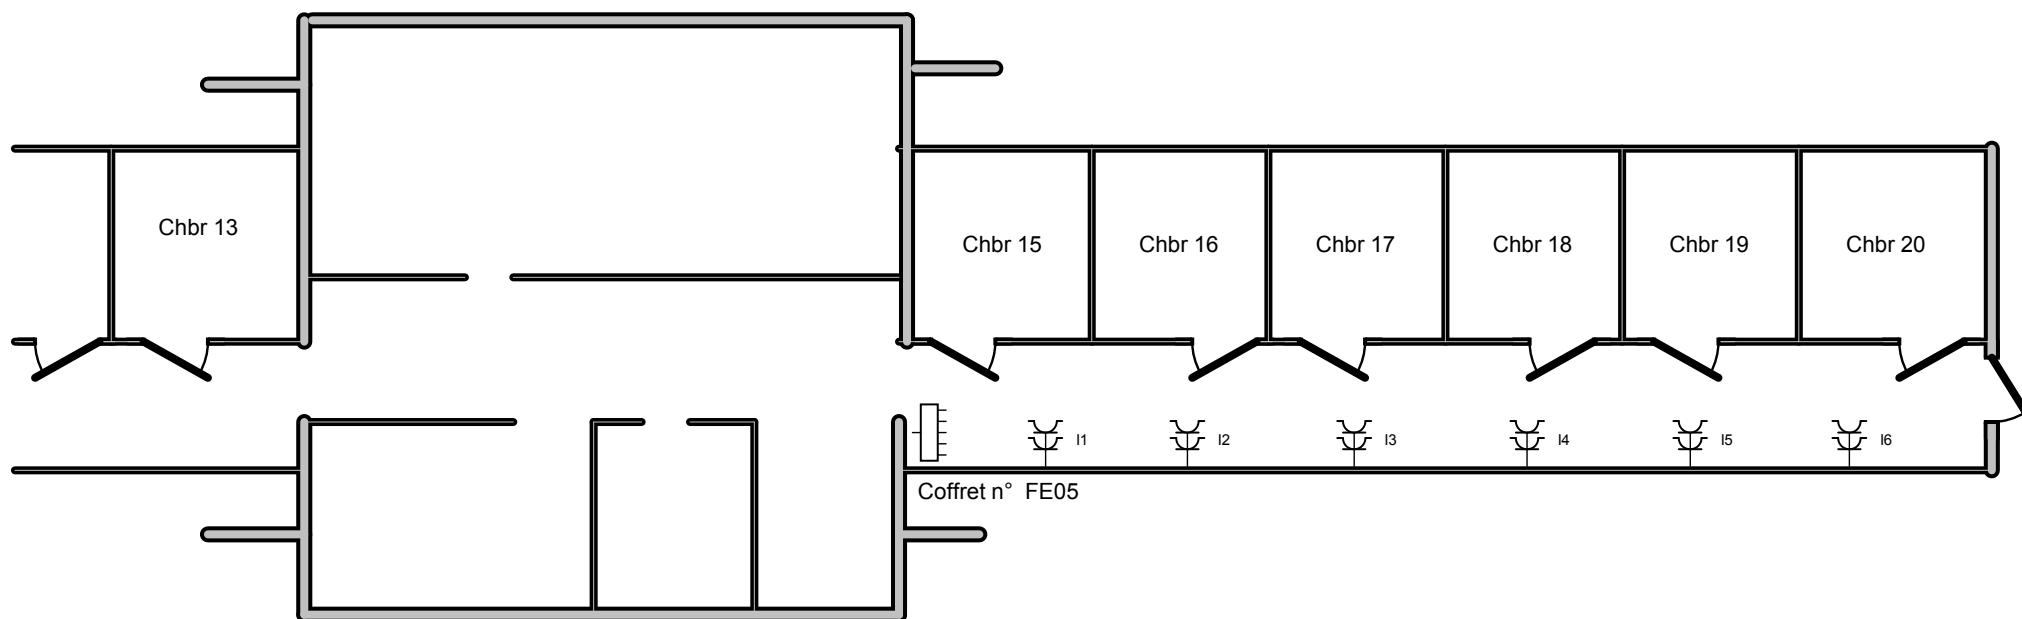 Chbr 13
Chbr 15
Chbr 16
Chbr 17
Chbr 18
Chbr 19
Chbr 20
I1
I2
I3
I4
I5
I6
Coffret n° FE05